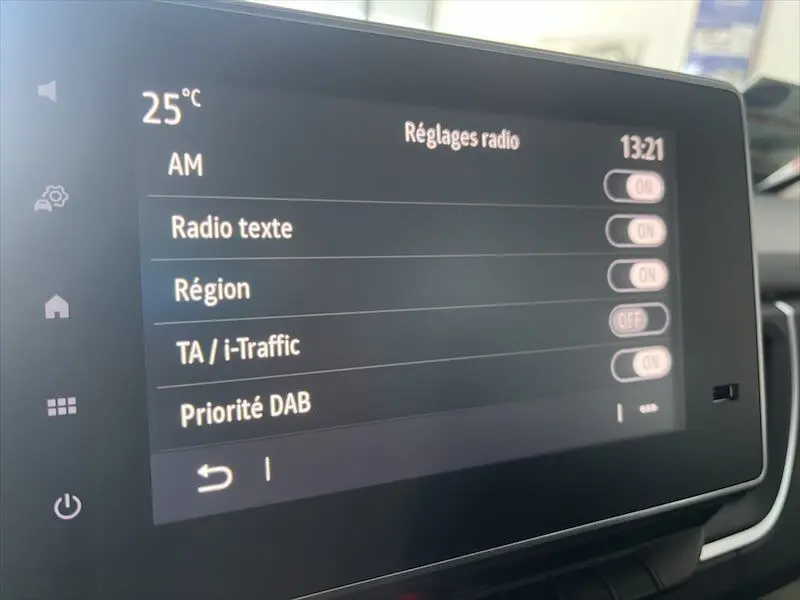 25°C
Réglages radio
13:21
AM
ON
Radio texte
ON
Région
ON
TA / i-Traffic
OFF
Priorité DAB
ON